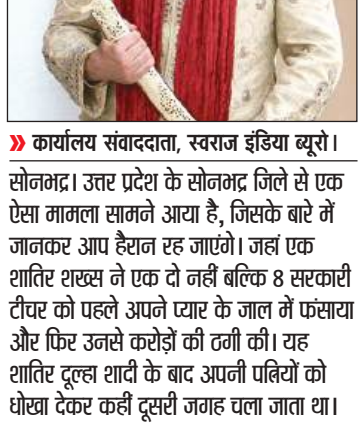 » कार्यालय संवाददाता, स्वराज इंडिया ब्यूरो।
सोनभद्र। उत्तर प्रदेश के सोनभद्र जिले से एक
ऐसा मामला सामने आया है, जिसके बारे में
जानकर आप हैरान रह जाएंगे। जहां एक
शातिर शख्स ने एक दो नहीं बल्कि 8 सरकारी
टीचर को पहले अपने प्यार के जाल में फंसाया
और फिर उनसे करोड़ों की ठगी की। यह
शातिर दूल्हा शादी के बाद अपनी पत्नियों को
धोखा देकर कहीं दूसरी जगह चला जाता था।